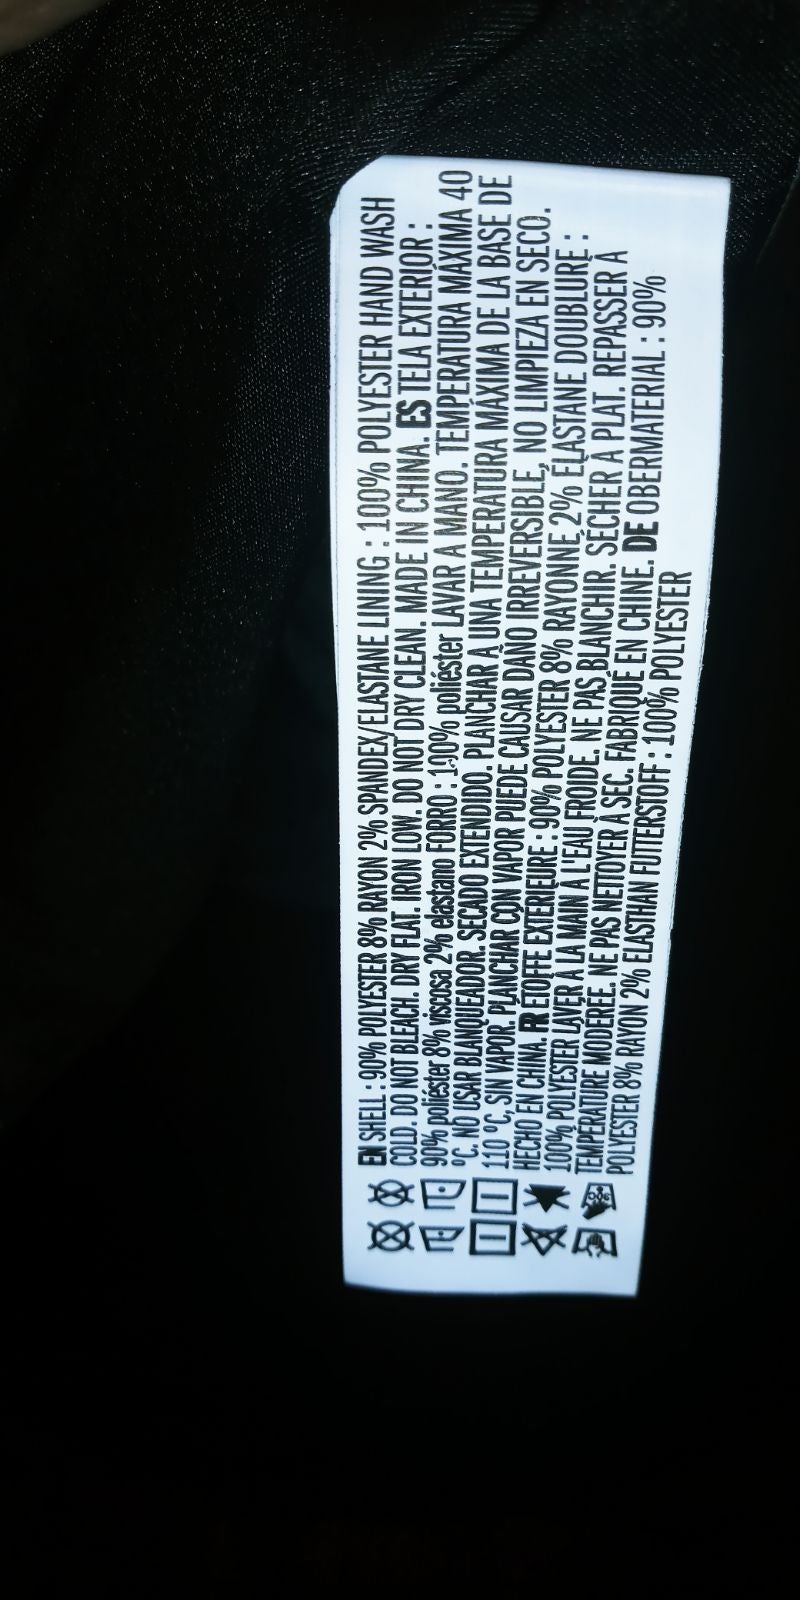 EN SHELL : 90% POLYESTER 8% RAYON 2% SPANDEX/ELASTANE LINING : 100% POLYESTER HAND WASH
COLD. DO NOT BLEACH. DRY FLAT. IRON LOW. DO NOT DRY CLEAN. MADE IN CHINA. ES TELA EXTERIOR :
90% poliéster 8% viscosa 2% elastano FORRO : 100% poliéster LAVAR A MANO. TEMPERATURA MÁXIMA 40
ºC. NO USAR BLANQUEADOR. SECADO EXTENDIDO. PLANCHAR A UNA TEMPERATURA MÁXIMA DE LA BASE DE
110 ºC, SIN VAPOR. PLANCHAR CON VAPOR PUEDE CAUSAR DAÑO IRREVERSIBLE, NO LIMPIEZA EN SECO.
HECHO EN CHINA. FR ETOFFE EXTERIEURE : 90% POLYESTER 8% RAYONNE 2% ELASTANE DOUBLURE :
100% POLYESTER LAVER À LA MAIN À L'EAU FROIDE. NE PAS BLANCHIR. SÉCHER À PLAT. REPASSER À
TEMPÉRATURE MODÉRÉE. NE PAS NETTOYER À SEC. FABRIQUÉ EN CHINE. DE OBERMATERIAL : 90%
POLYESTER 8% RAYON 2% ELASTHAN FUTTERSTOFF : 100% POLYESTER